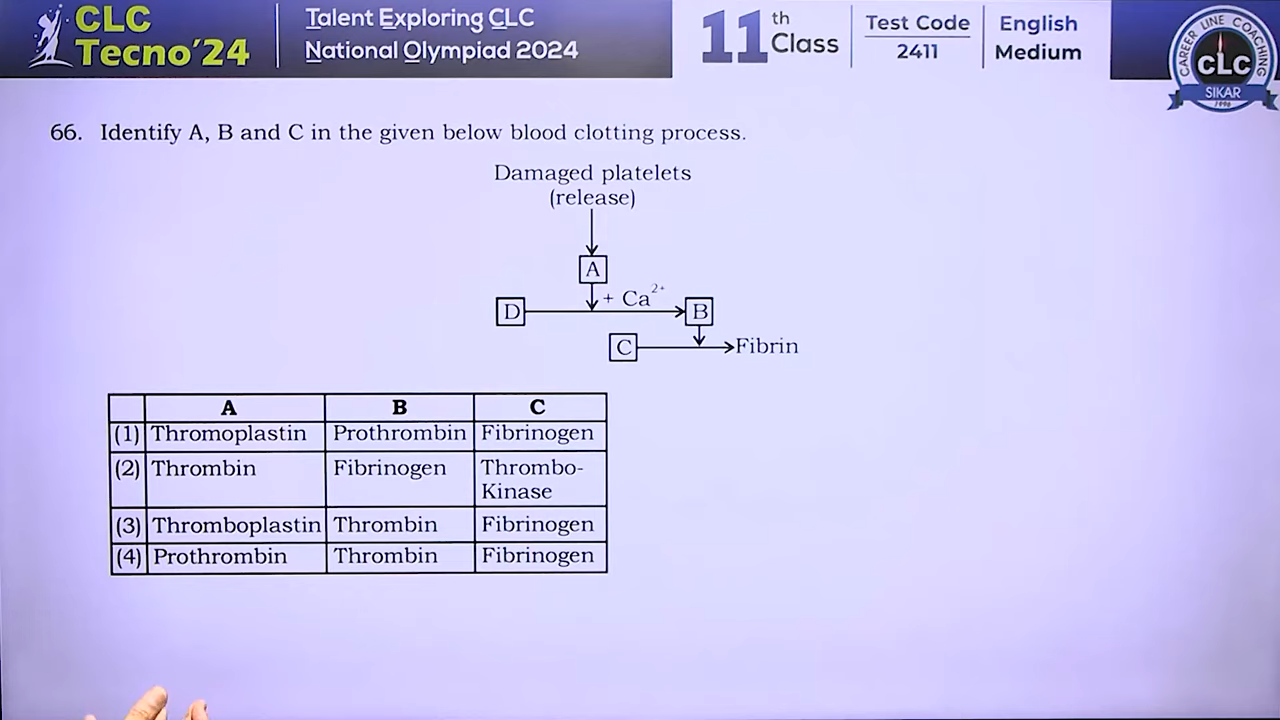 CLC
Tecno'24
Talent Exploring CLC
National Olympiad 2024
11th Class
Test Code
2411
English
Medium
CAREER LINE COACHING
CLC
SIKAR
1996
66. Identify A, B and C in the given below blood clotting process.
Damaged platelets
(release)
A
+ Ca2+
D
B
C
Fibrin
A B C
(1) Thromoplastin Prothrombin Fibrinogen
(2) Thrombin Fibrinogen Thrombo-
Kinase
(3) Thromboplastin Thrombin Fibrinogen
(4) Prothrombin Thrombin Fibrinogen